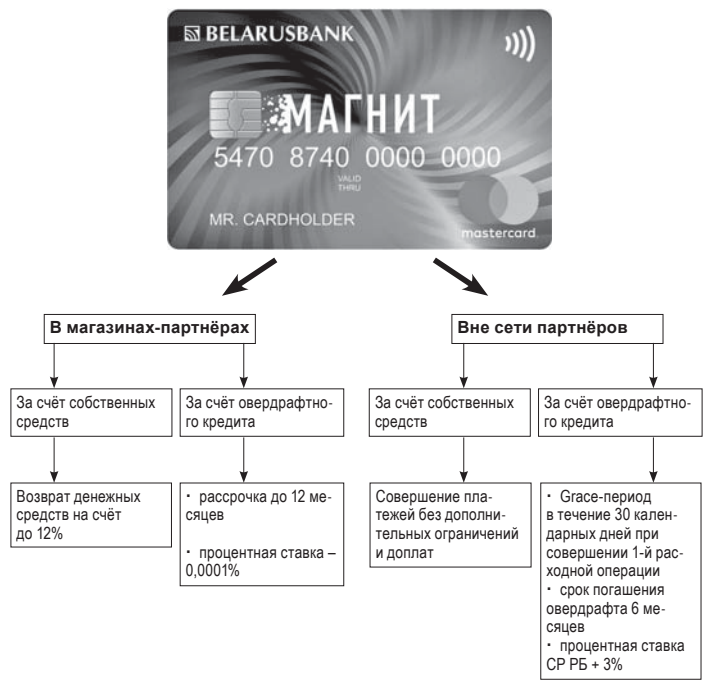 BELARUSBANK
МАГНИТ
5470 8740 0000 0000
VALID
THRU
MR. CARDHOLDER
mastercard
В магазинах-партнёрах
Вне сети партнёров
За счёт собственных
средств
За счёт овердрафтно-
го кредита
За счёт собственных
средств
За счёт овердрафтно-
го кредита
Возврат денежных
средств на счёт
до 12%
· рассрочка до 12 ме-
сяцев
· процентная ставка –
0,0001%
Совершение пла-
тежей без дополни-
тельных ограничений
и доплат
· Grace-период
в течение 30 кален-
дарных дней при
совершении 1-й рас-
ходной операции
· срок погашения
овердрафта 6 ме-
сяцев
· процентная ставка
СР РБ + 3%